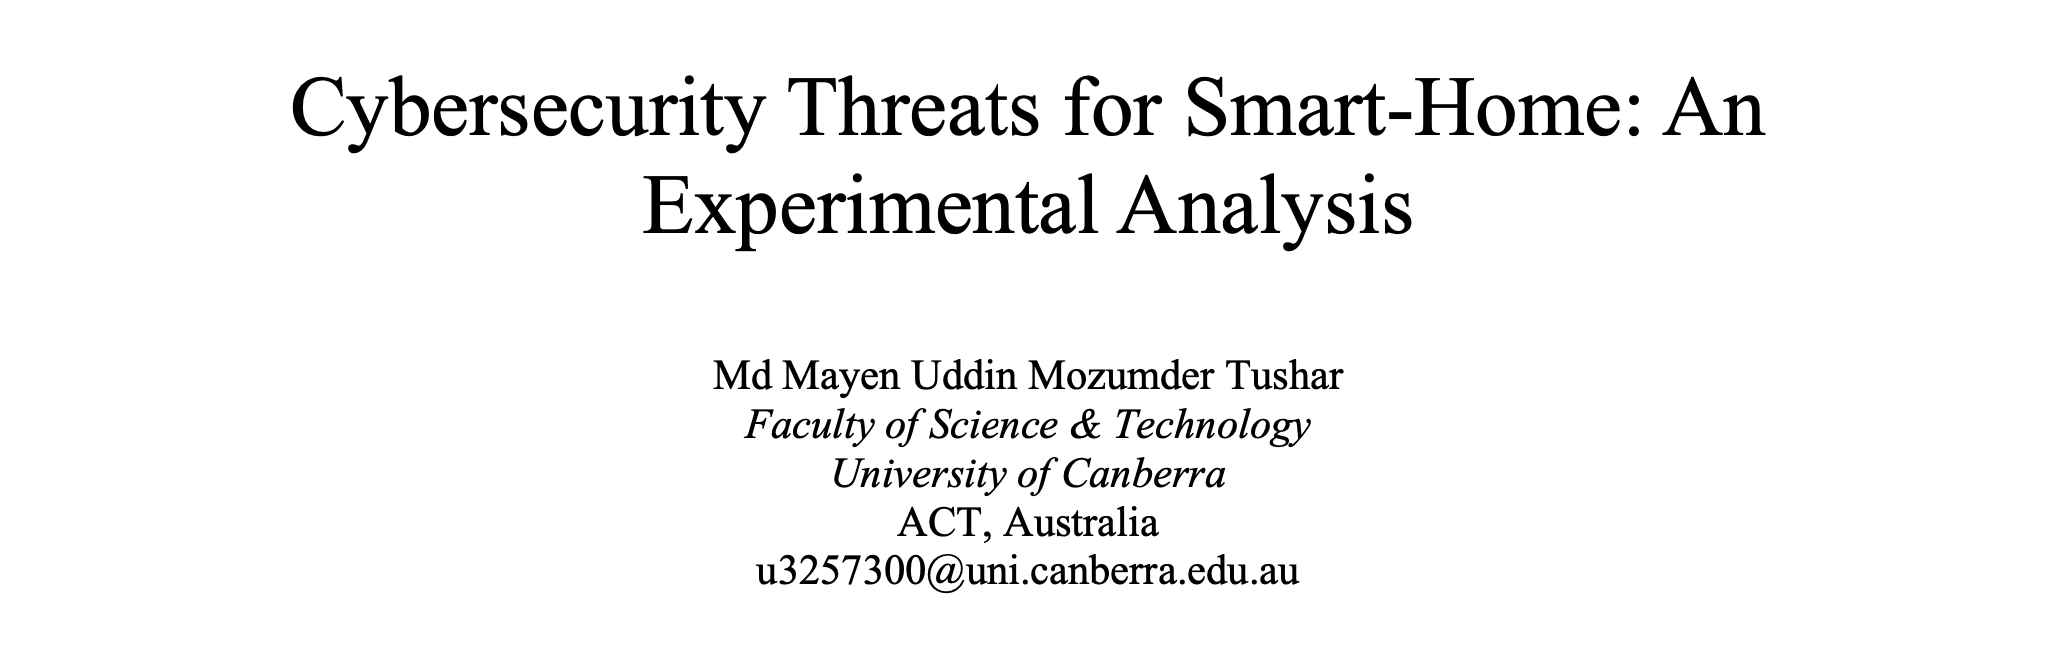 Cybersecurity Threats for Smart-Home: An
Experimental Analysis
Md Mayen Uddin Mozumder Tushar
Faculty of Science & Technology
University of Canberra
ACT, Australia
u3257300@uni.canberra.edu.au